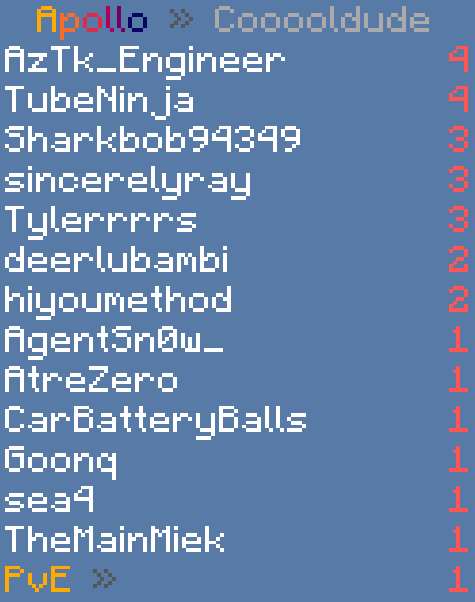 Apollo » Cooooldude
AzTk_Engineer 4
TubeNinja 4
Sharkbob94349 3
sincerelyray 3
Tylerrrrs 3
deerlubambi 2
hiyoumethod 2
AgentSn0w_ 1
AtreZero 1
CarBatteryBalls 1
Goonq 1
sea4 1
TheMainMiek 1
PvE » 1